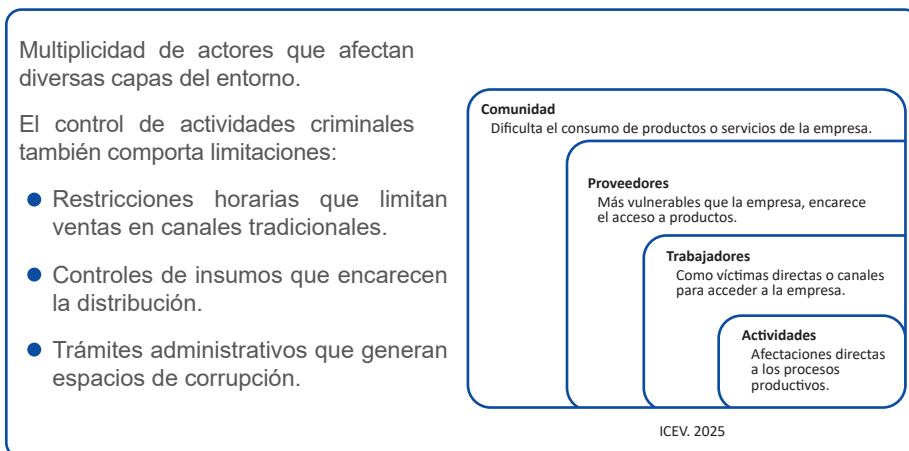 Multiplicidad de actores que afectan
diversas capas del entorno.
El control de actividades criminales
también comporta limitaciones:
Restricciones horarias que limitan
ventas en canales tradicionales.
Controles de insumos que encarecen
la distribución.
Trámites administrativos que generan
espacios de corrupción.
Comunidad
Dificulta el consumo de productos o servicios de la empresa.
Proveedores
Más vulnerables que la empresa, encarece
el acceso a productos.
Trabajadores
Como víctimas directas o canales
para acceder a la empresa.
Actividades
Afectaciones directas
a los procesos
productivos.
ICEV. 2025